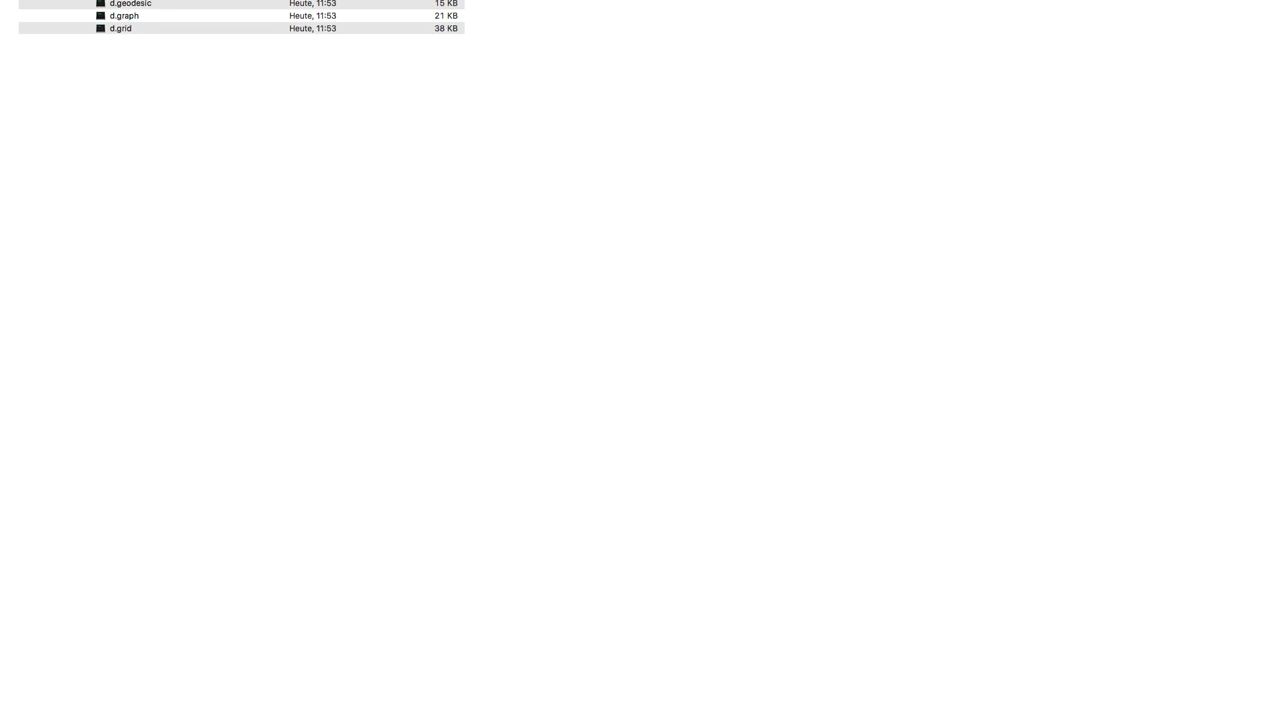 d.geodesic Heute, 11:53 15 KB
d.graph Heute, 11:53 21 KB
d.grid Heute, 11:53 38 KB